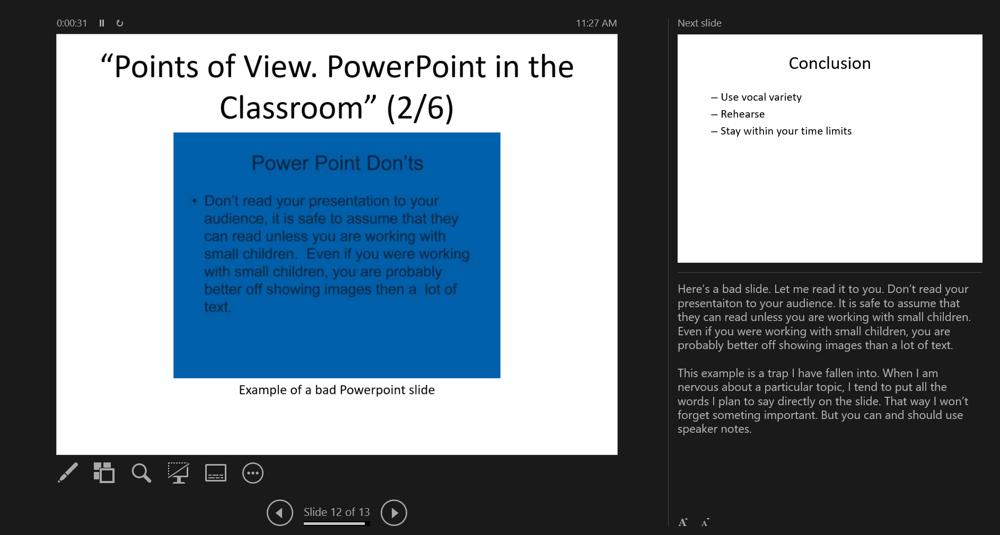 0:00:31
11:27 AM
Next slide
“Points of View. PowerPoint in the
Classroom” (2/6)
Power Point Don’ts
• Don’t read your presentation to your
audience, it is safe to assume that they
can read unless you are working with
small children.  Even if you were working
with small children, you are probably
better off showing images then a  lot of
text.
Example of a bad Powerpoint slide
Slide 12 of 13
Conclusion
– Use vocal variety
– Rehearse
– Stay within your time limits
Here’s a bad slide. Let me read it to you. Don’t read your
presentaiton to your audience. It is safe to assume that
they can read unless you are working with small children.
Even if you were working with small children, you are
probably better off showing images than a lot of text.
This example is a trap I have fallen into. When I am
nervous about a particular topic, I tend to put all the
words I plan to say directly on the slide. That way I won’t
forget someting important. But you can and should use
speaker notes.
A A